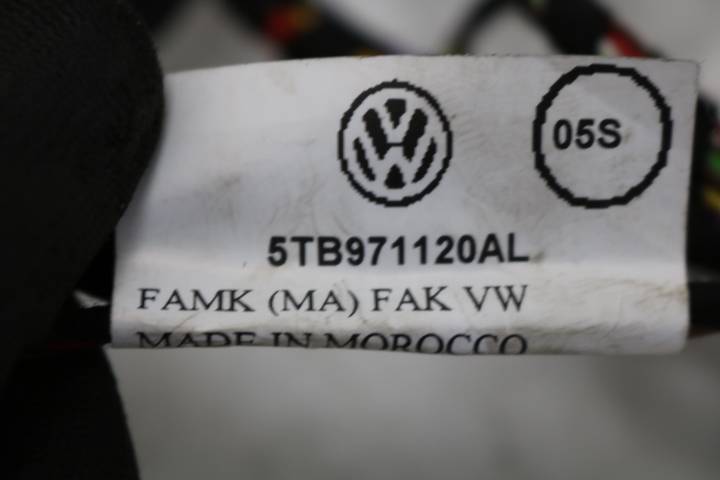 05S
5TB971120AL
FAMK (MA) FAK VW
MADE IN MOROCCO